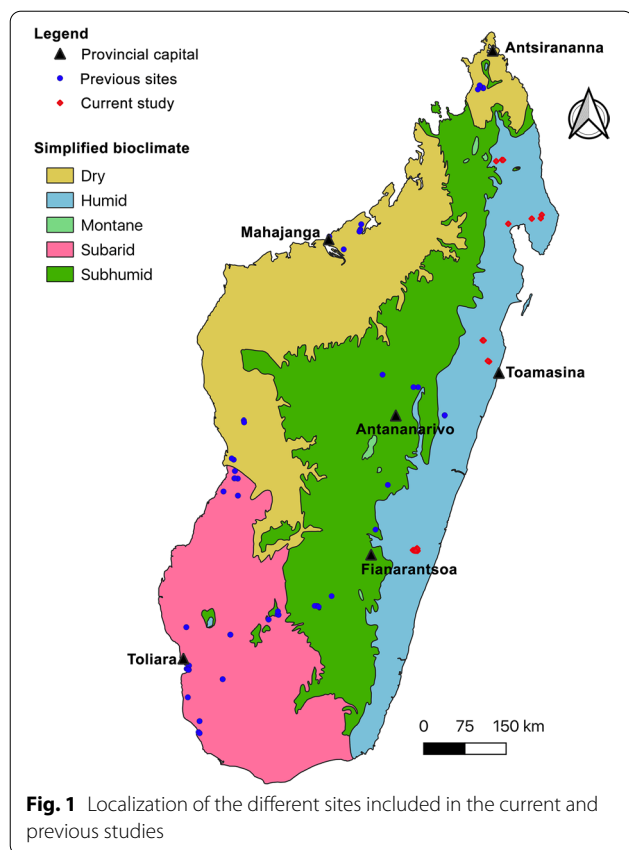 Legend
Provincial capital
Previous sites
Current study
Simplified bioclimate
Dry
Humid
Montane
Subarid
Subhumid
Antsirananna
Mahajanga
Toamasina
Antananarivo
Fianarantsoa
Toliara
0 75 150 km
Fig. 1 Localization of the different sites included in the current and
previous studies